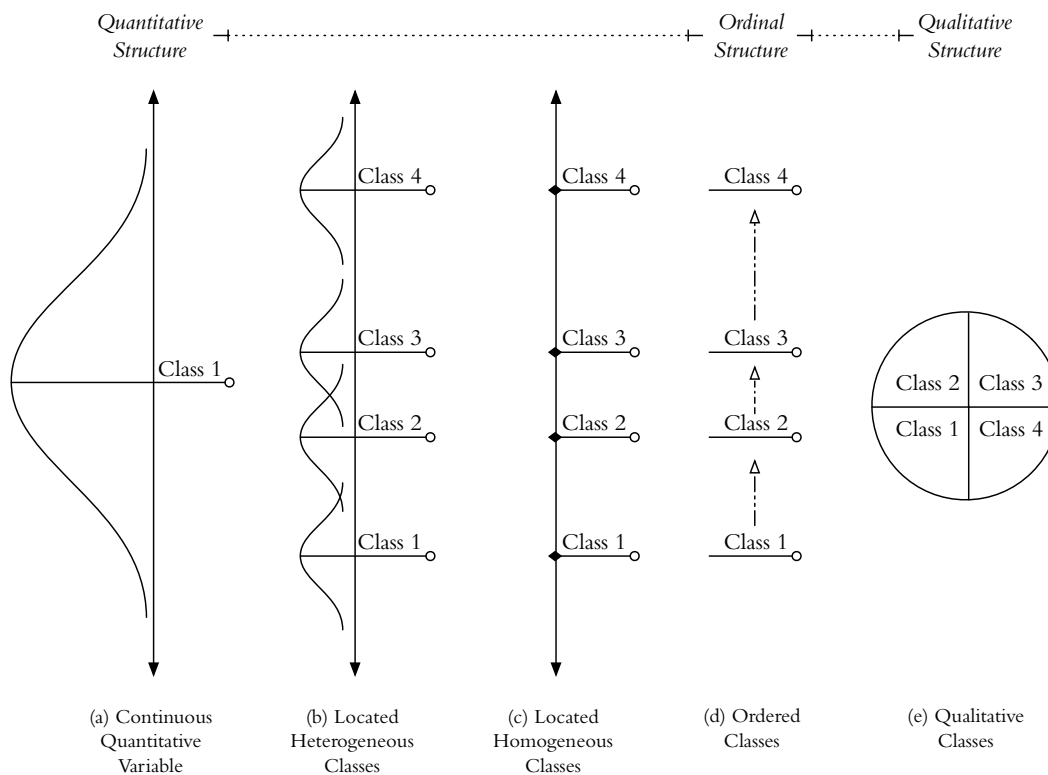 Quantitative
Structure
Ordinal
Structure
Qualitative
Structure
Class 1
Class 4
Class 3
Class 2
Class 1
Class 4
Class 3
Class 2
Class 1
Class 4
Class 3
Class 2
Class 1
Class 2
Class 3
Class 1
Class 4
(a) Continuous
Quantitative
Variable
(b) Located
Heterogeneous
Classes
(c) Located
Homogeneous
Classes
(d) Ordered
Classes
(e) Qualitative
Classes